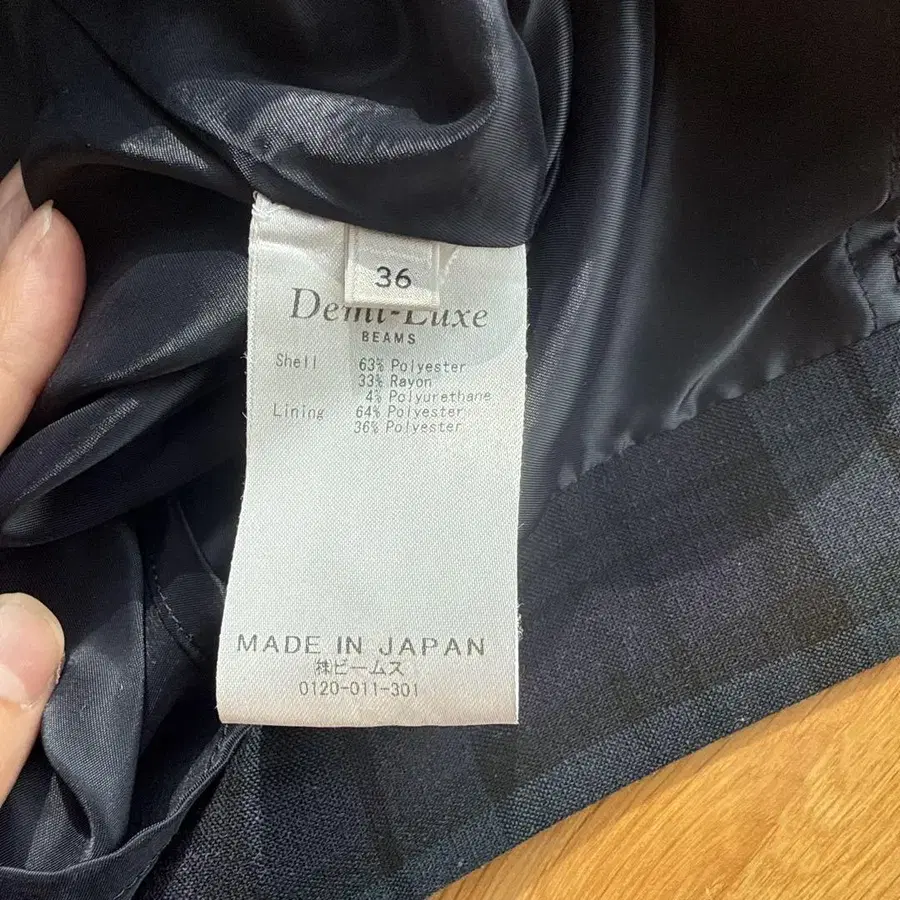 36
Demi-Luxe
BEAMS
Shell 63% Polyester
33% Rayon
4% Polyurethane
Lining 64% Polyester
36% Polyester
MADE IN JAPAN
㈱ビームス
0120-011-301